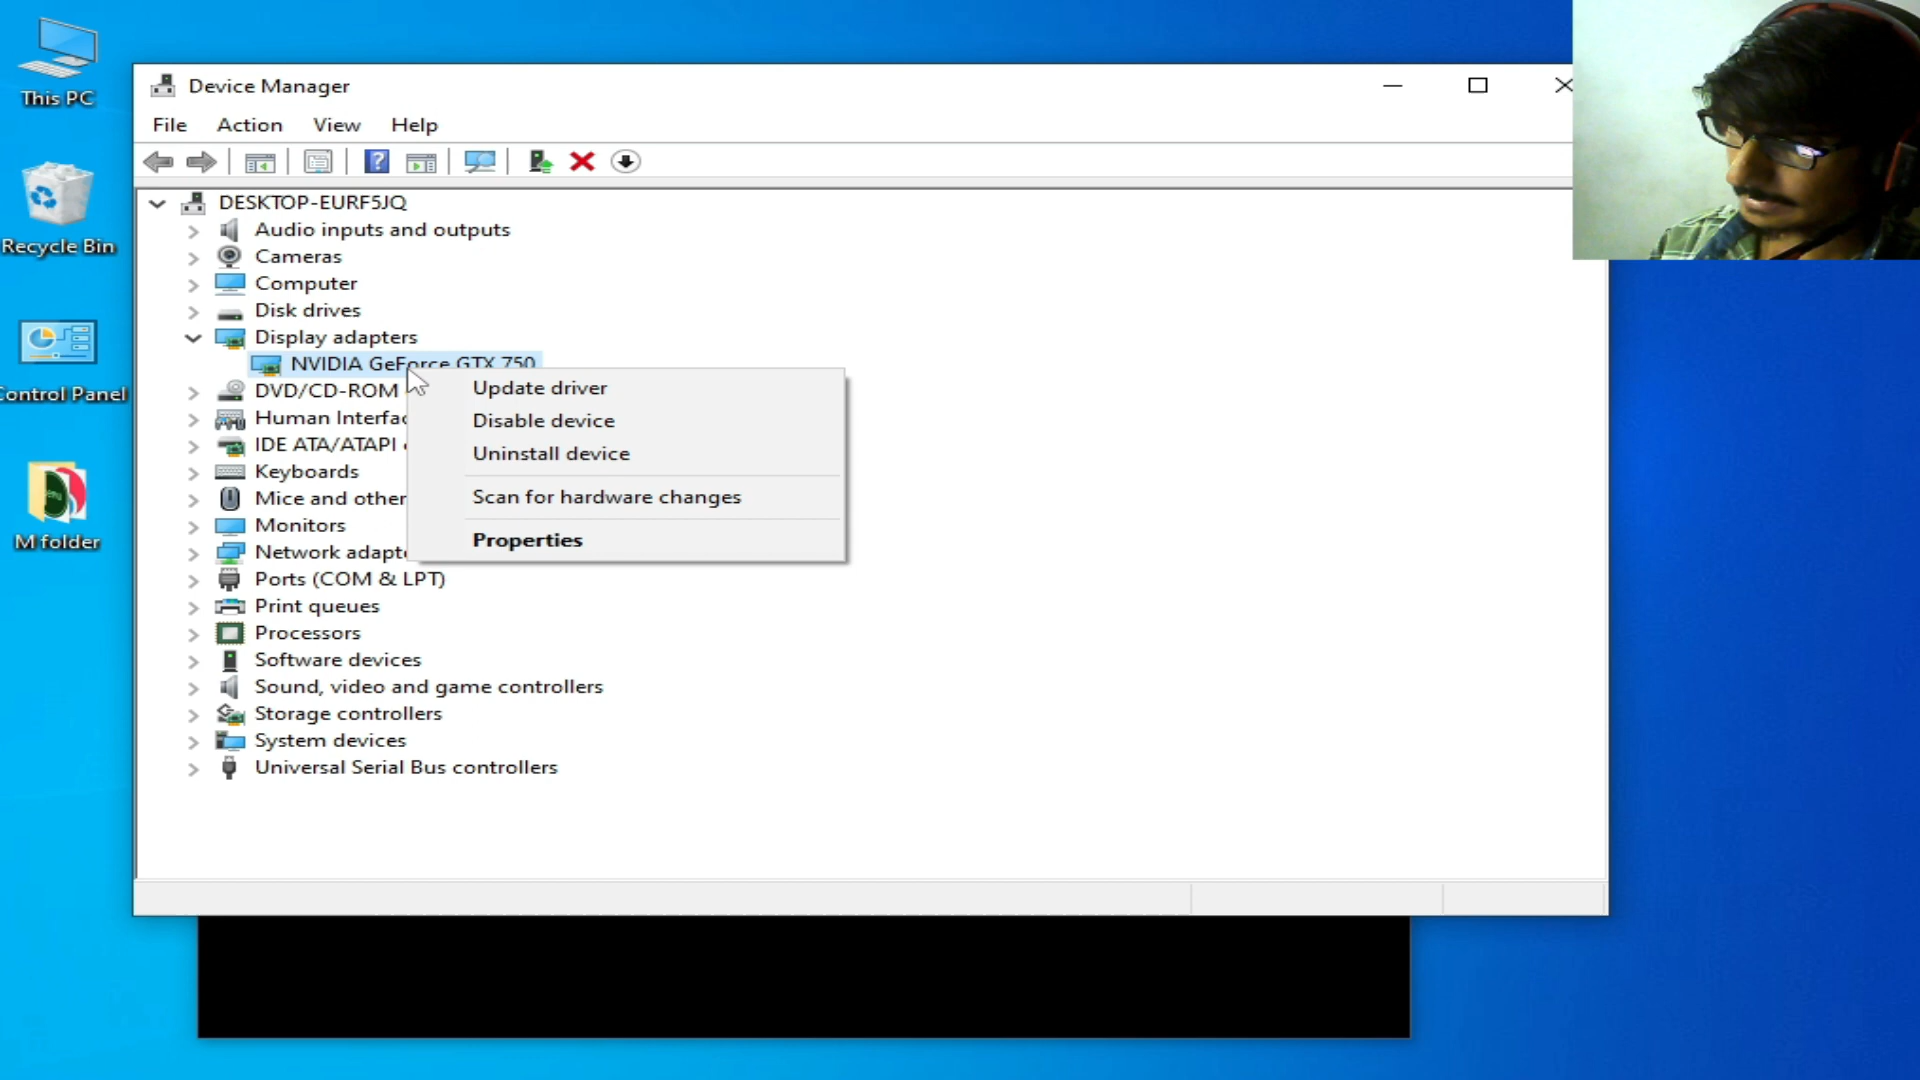 This PC
Recycle Bin
Control Panel
M folder
Device Manager
File Action View Help
DESKTOP-EURF5JQ
Audio inputs and outputs
Cameras
Computer
Disk drives
Display adapters
NVIDIA GeForce GTX 750
DVD/CD-ROM
Human Interfac
IDE ATA/ATAPI
Keyboards
Mice and other
Monitors
Network adapte
Ports (COM & LPT)
Print queues
Processors
Software devices
Sound, video and game controllers
Storage controllers
System devices
Universal Serial Bus controllers
Update driver
Disable device
Uninstall device
Scan for hardware changes
Properties